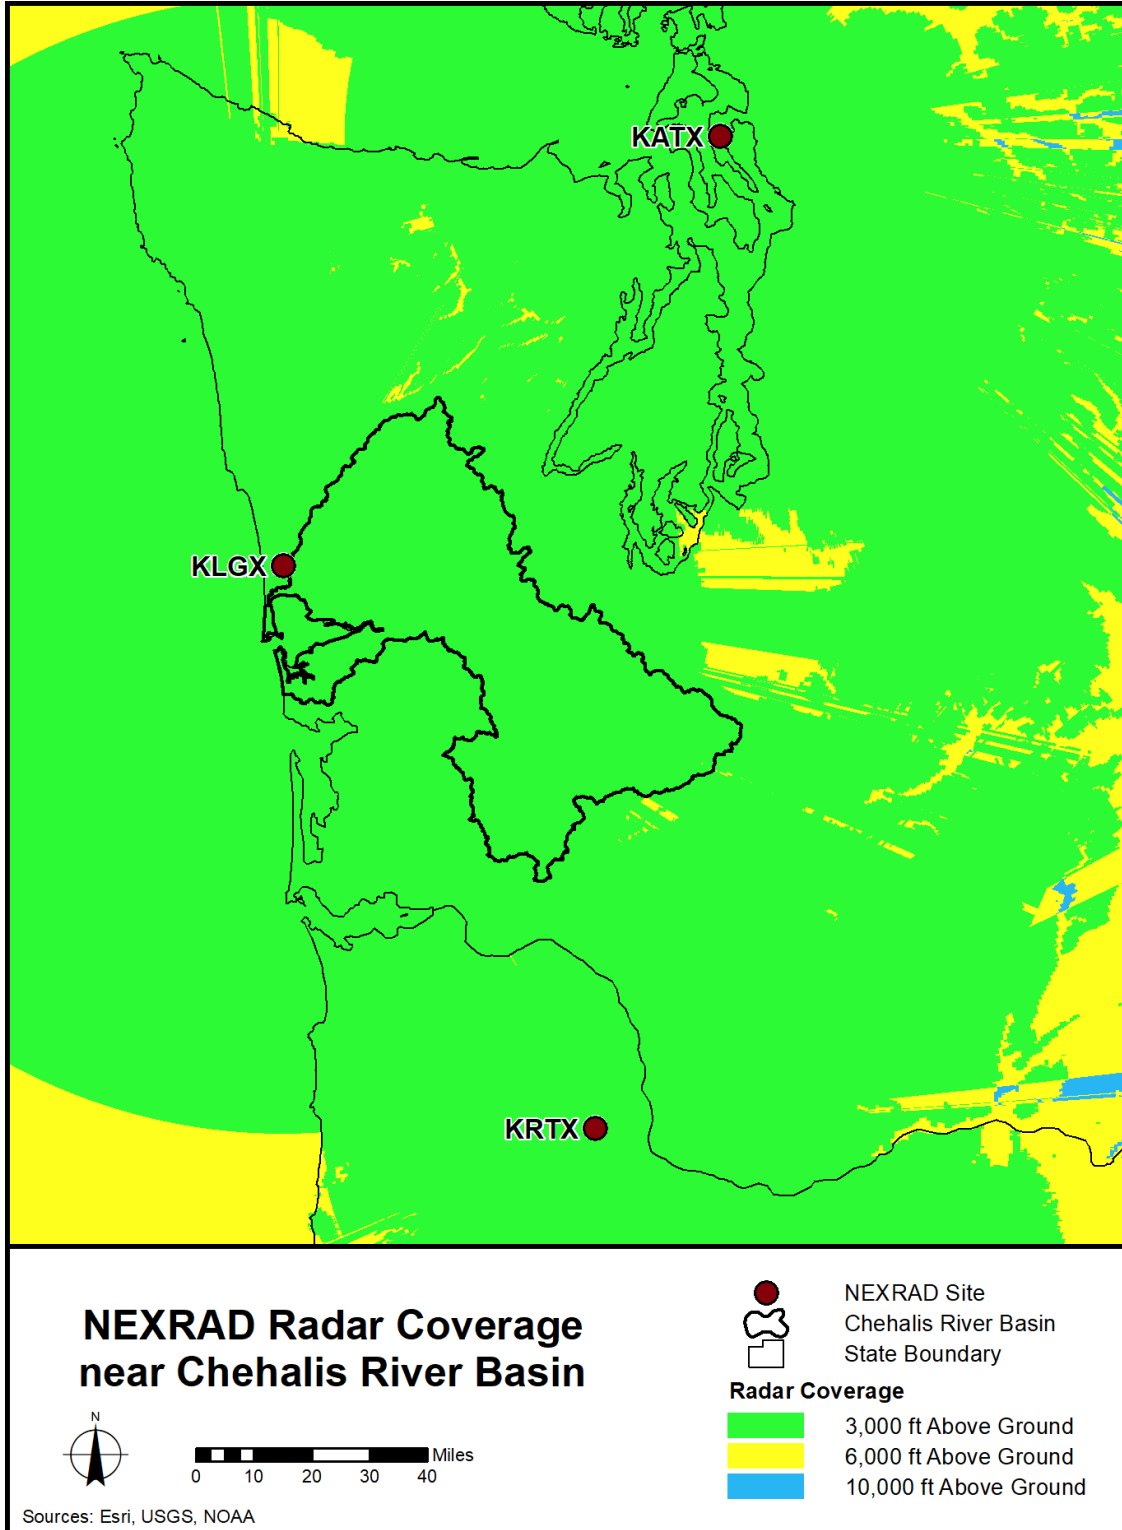 KATX
KLGX
KRTX
NEXRAD Radar Coverage
near Chehalis River Basin
N
Miles
0 10 20 30 40
Sources: Esri, USGS, NOAA
NEXRAD Site
Chehalis River Basin
State Boundary
Radar Coverage
3,000 ft Above Ground
6,000 ft Above Ground
10,000 ft Above Ground